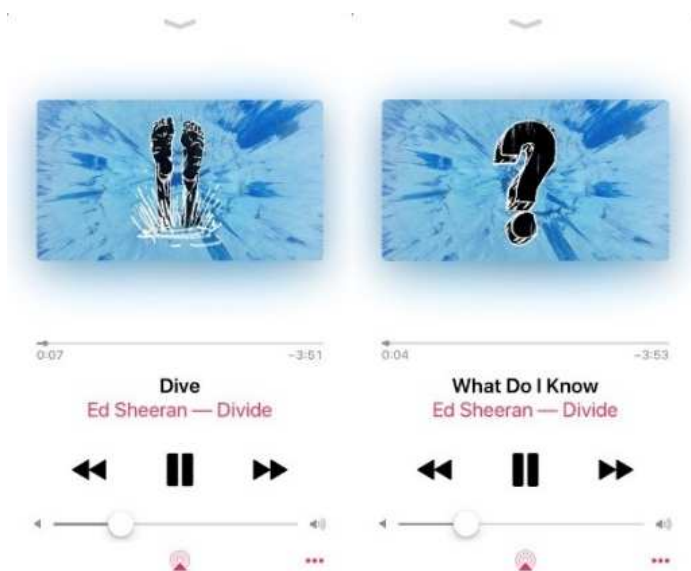 0:07 -3:51
Dive
Ed Sheeran — Divide
0:04 -3:53
What Do I Know
Ed Sheeran — Divide